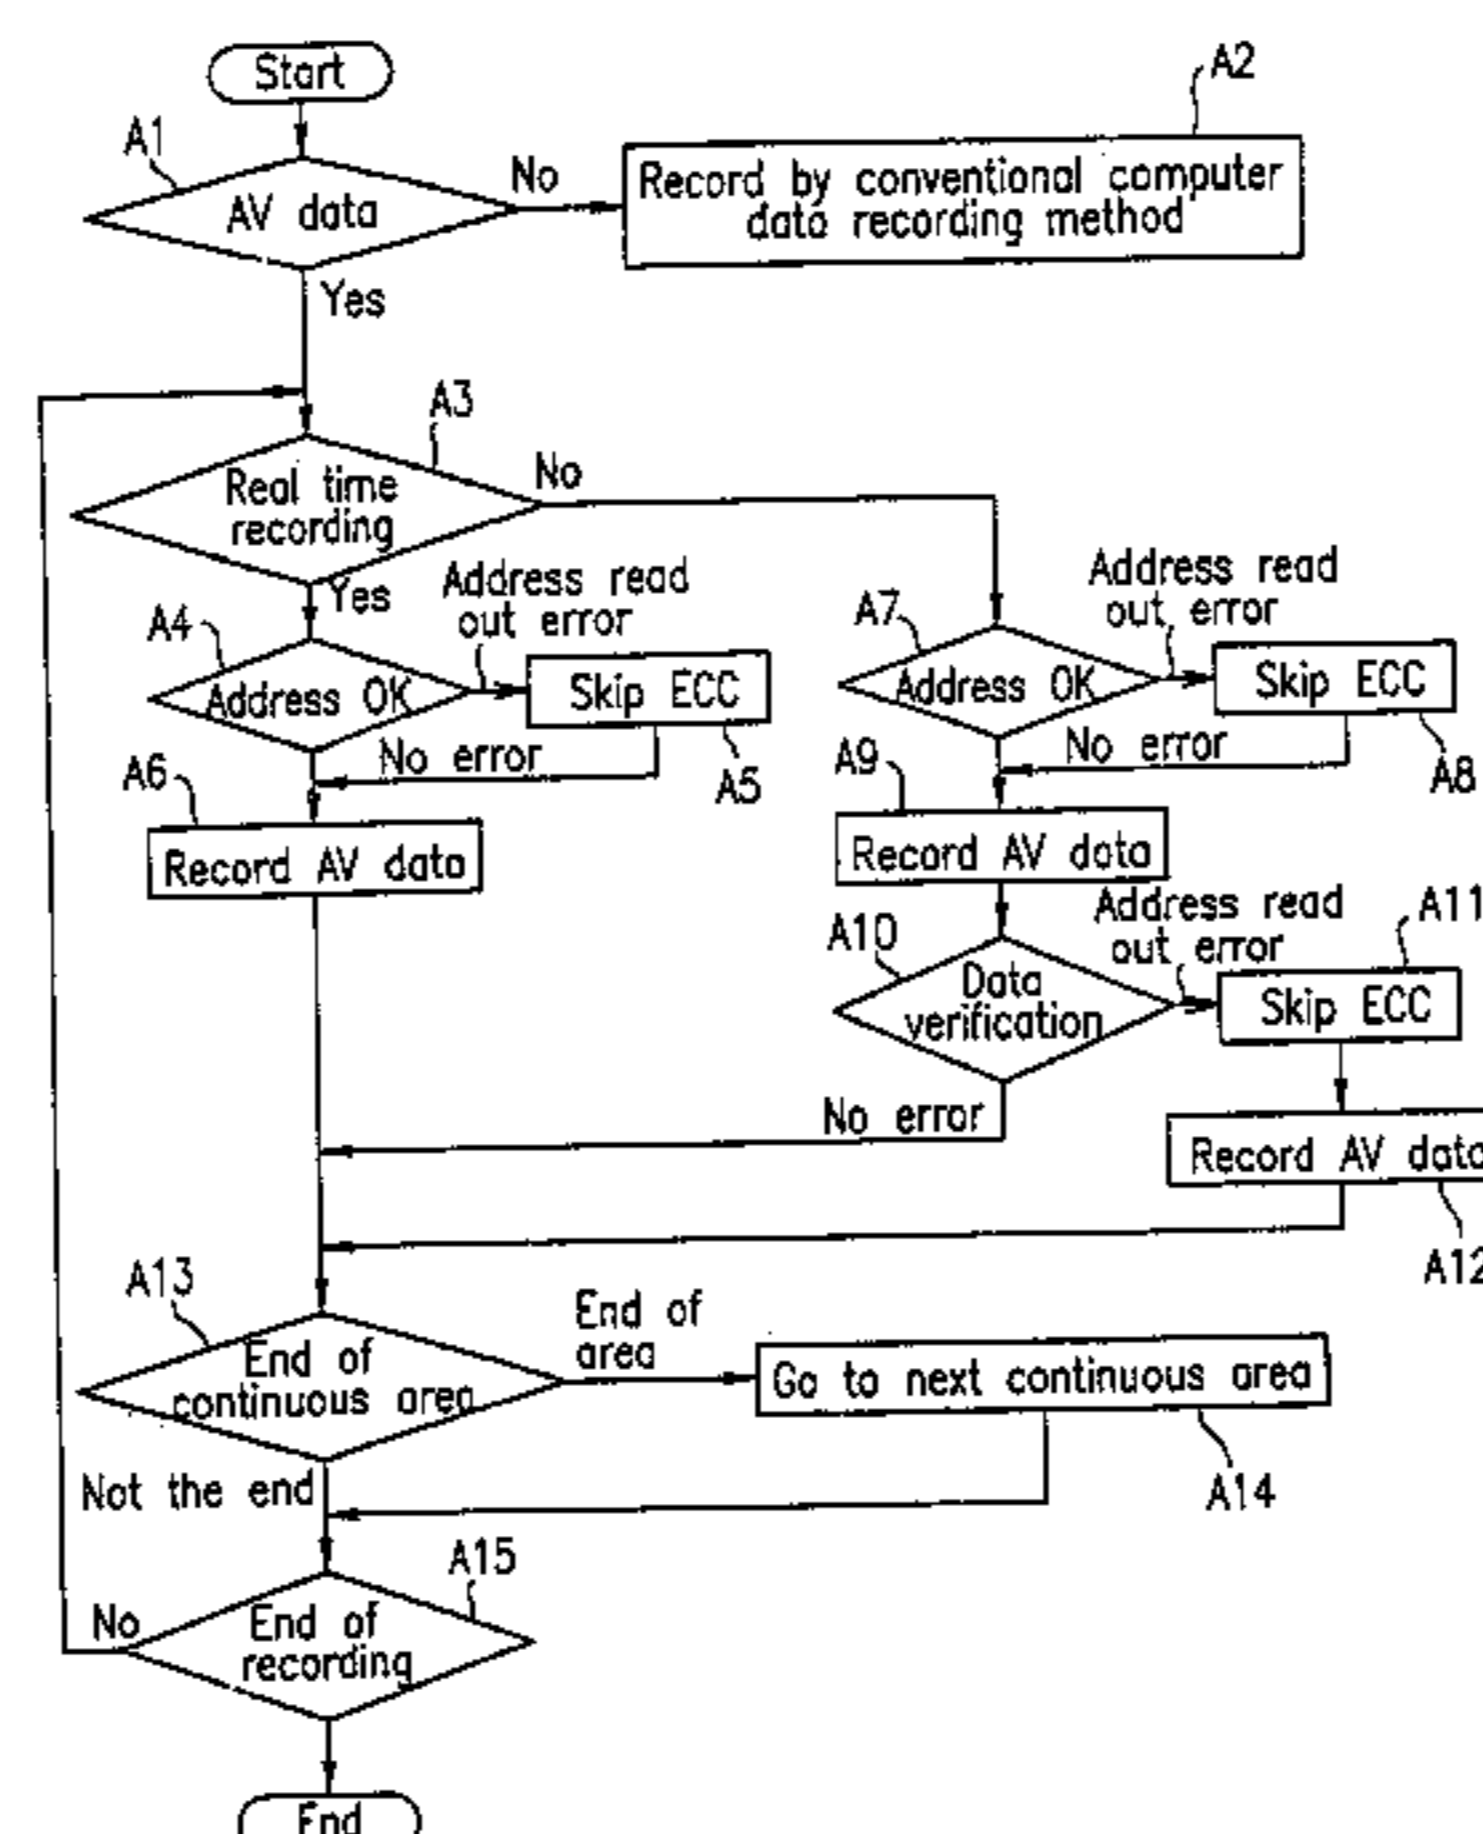 Start
A1
A2
AV data
No
Record by conventional computer
data recording method
Yes
A3
Real time
recording
No
Yes
A4
Address read
out error
Address OK
Skip ECC
A5
No error
A6
Record AV data
A7
Address read
out error
Address OK
Skip ECC
A8
No error
A9
Record AV data
A10
Address read
out error
A11
Data
verification
Skip ECC
No error
Record AV data
A12
A13
End of
continuous area
End of
area
Go to next continuous area
A14
Not the end
A15
End of
recording
No
End